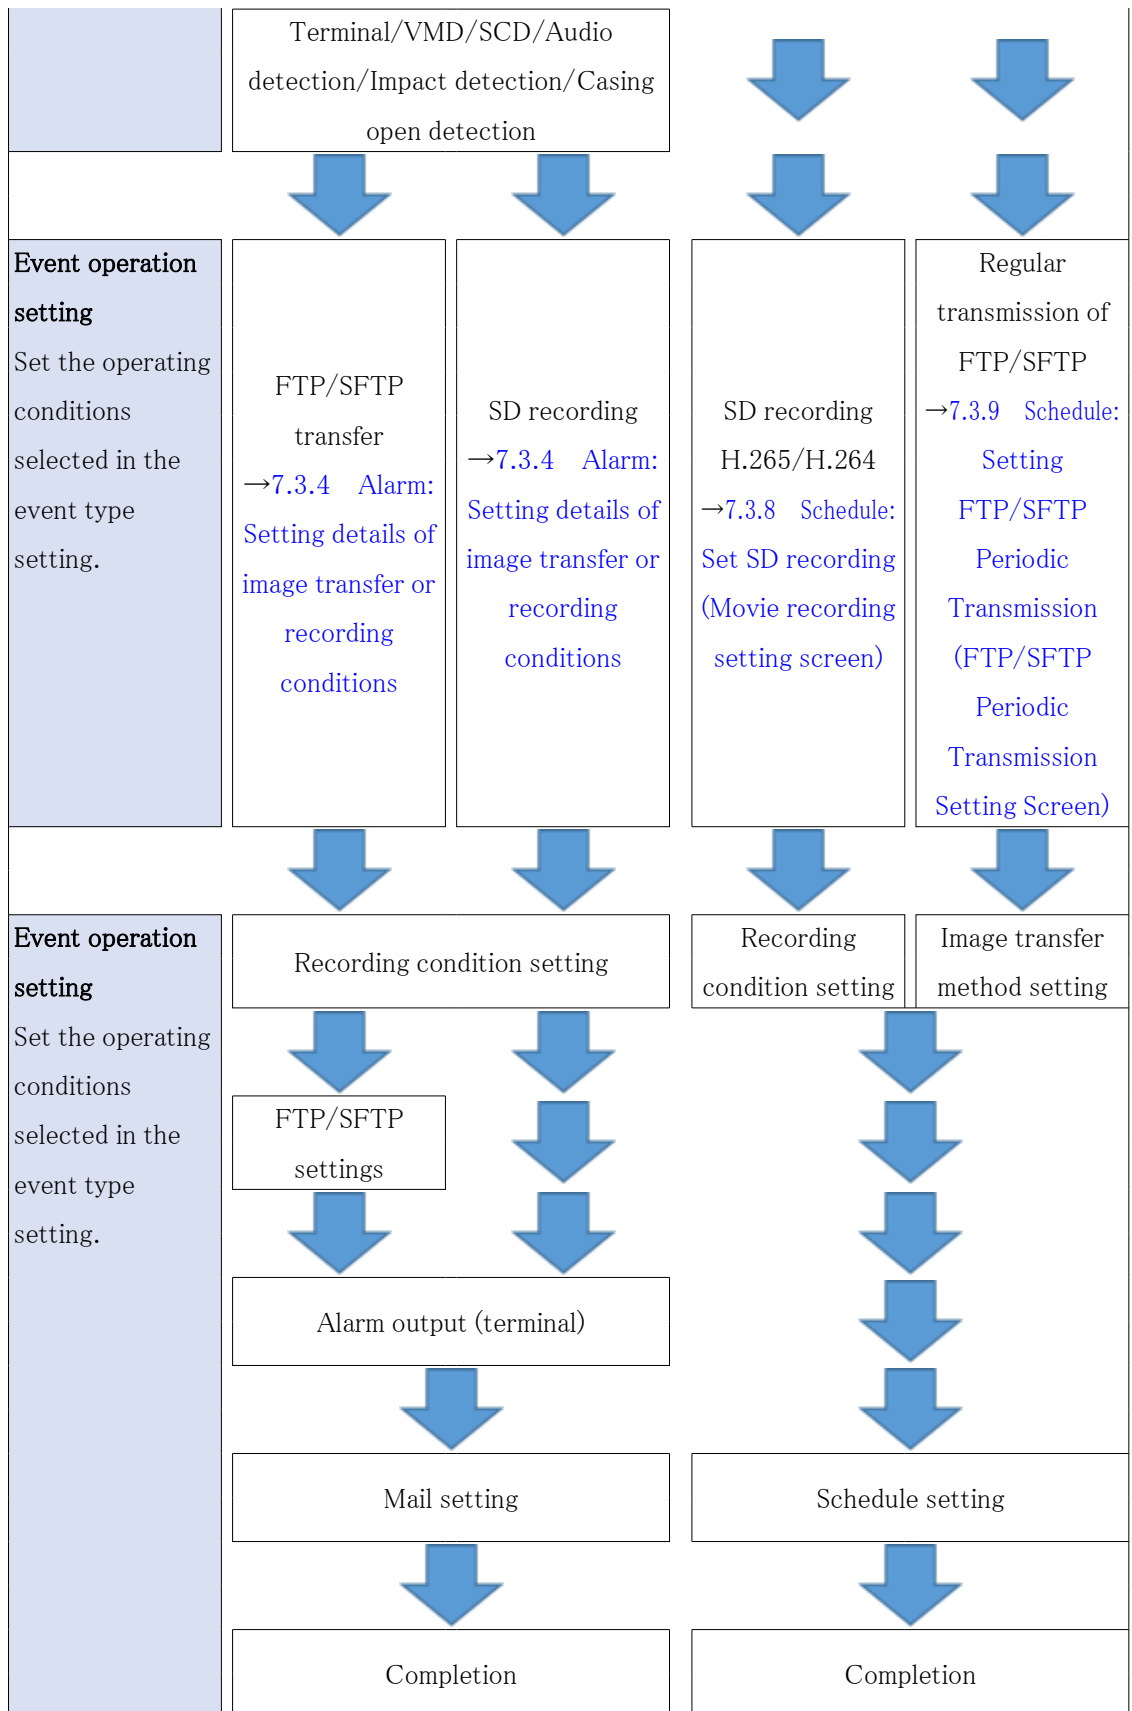 Terminal/VMD/SCD/Audio
detection/Impact detection/Casing
open detection
Event operation
setting
Set the operating
conditions
selected in the
event type
setting.
FTP/SFTP
transfer
→7.3.4 Alarm:
Setting details of
image transfer or
recording
conditions
SD recording
→7.3.4 Alarm:
Setting details of
image transfer or
recording
conditions
SD recording
H.265/H.264
→7.3.8 Schedule:
Set SD recording
(Movie recording
setting screen)
Regular
transmission of
FTP/SFTP
→7.3.9 Schedule:
Setting
FTP/SFTP
Periodic
Transmission
(FTP/SFTP
Periodic
Transmission
Setting Screen)
Event operation
setting
Set the operating
conditions
selected in the
event type
setting.
Recording condition setting
Recording
condition setting
Image transfer
method setting
FTP/SFTP
settings
Alarm output (terminal)
Mail setting
Schedule setting
Completion
Completion